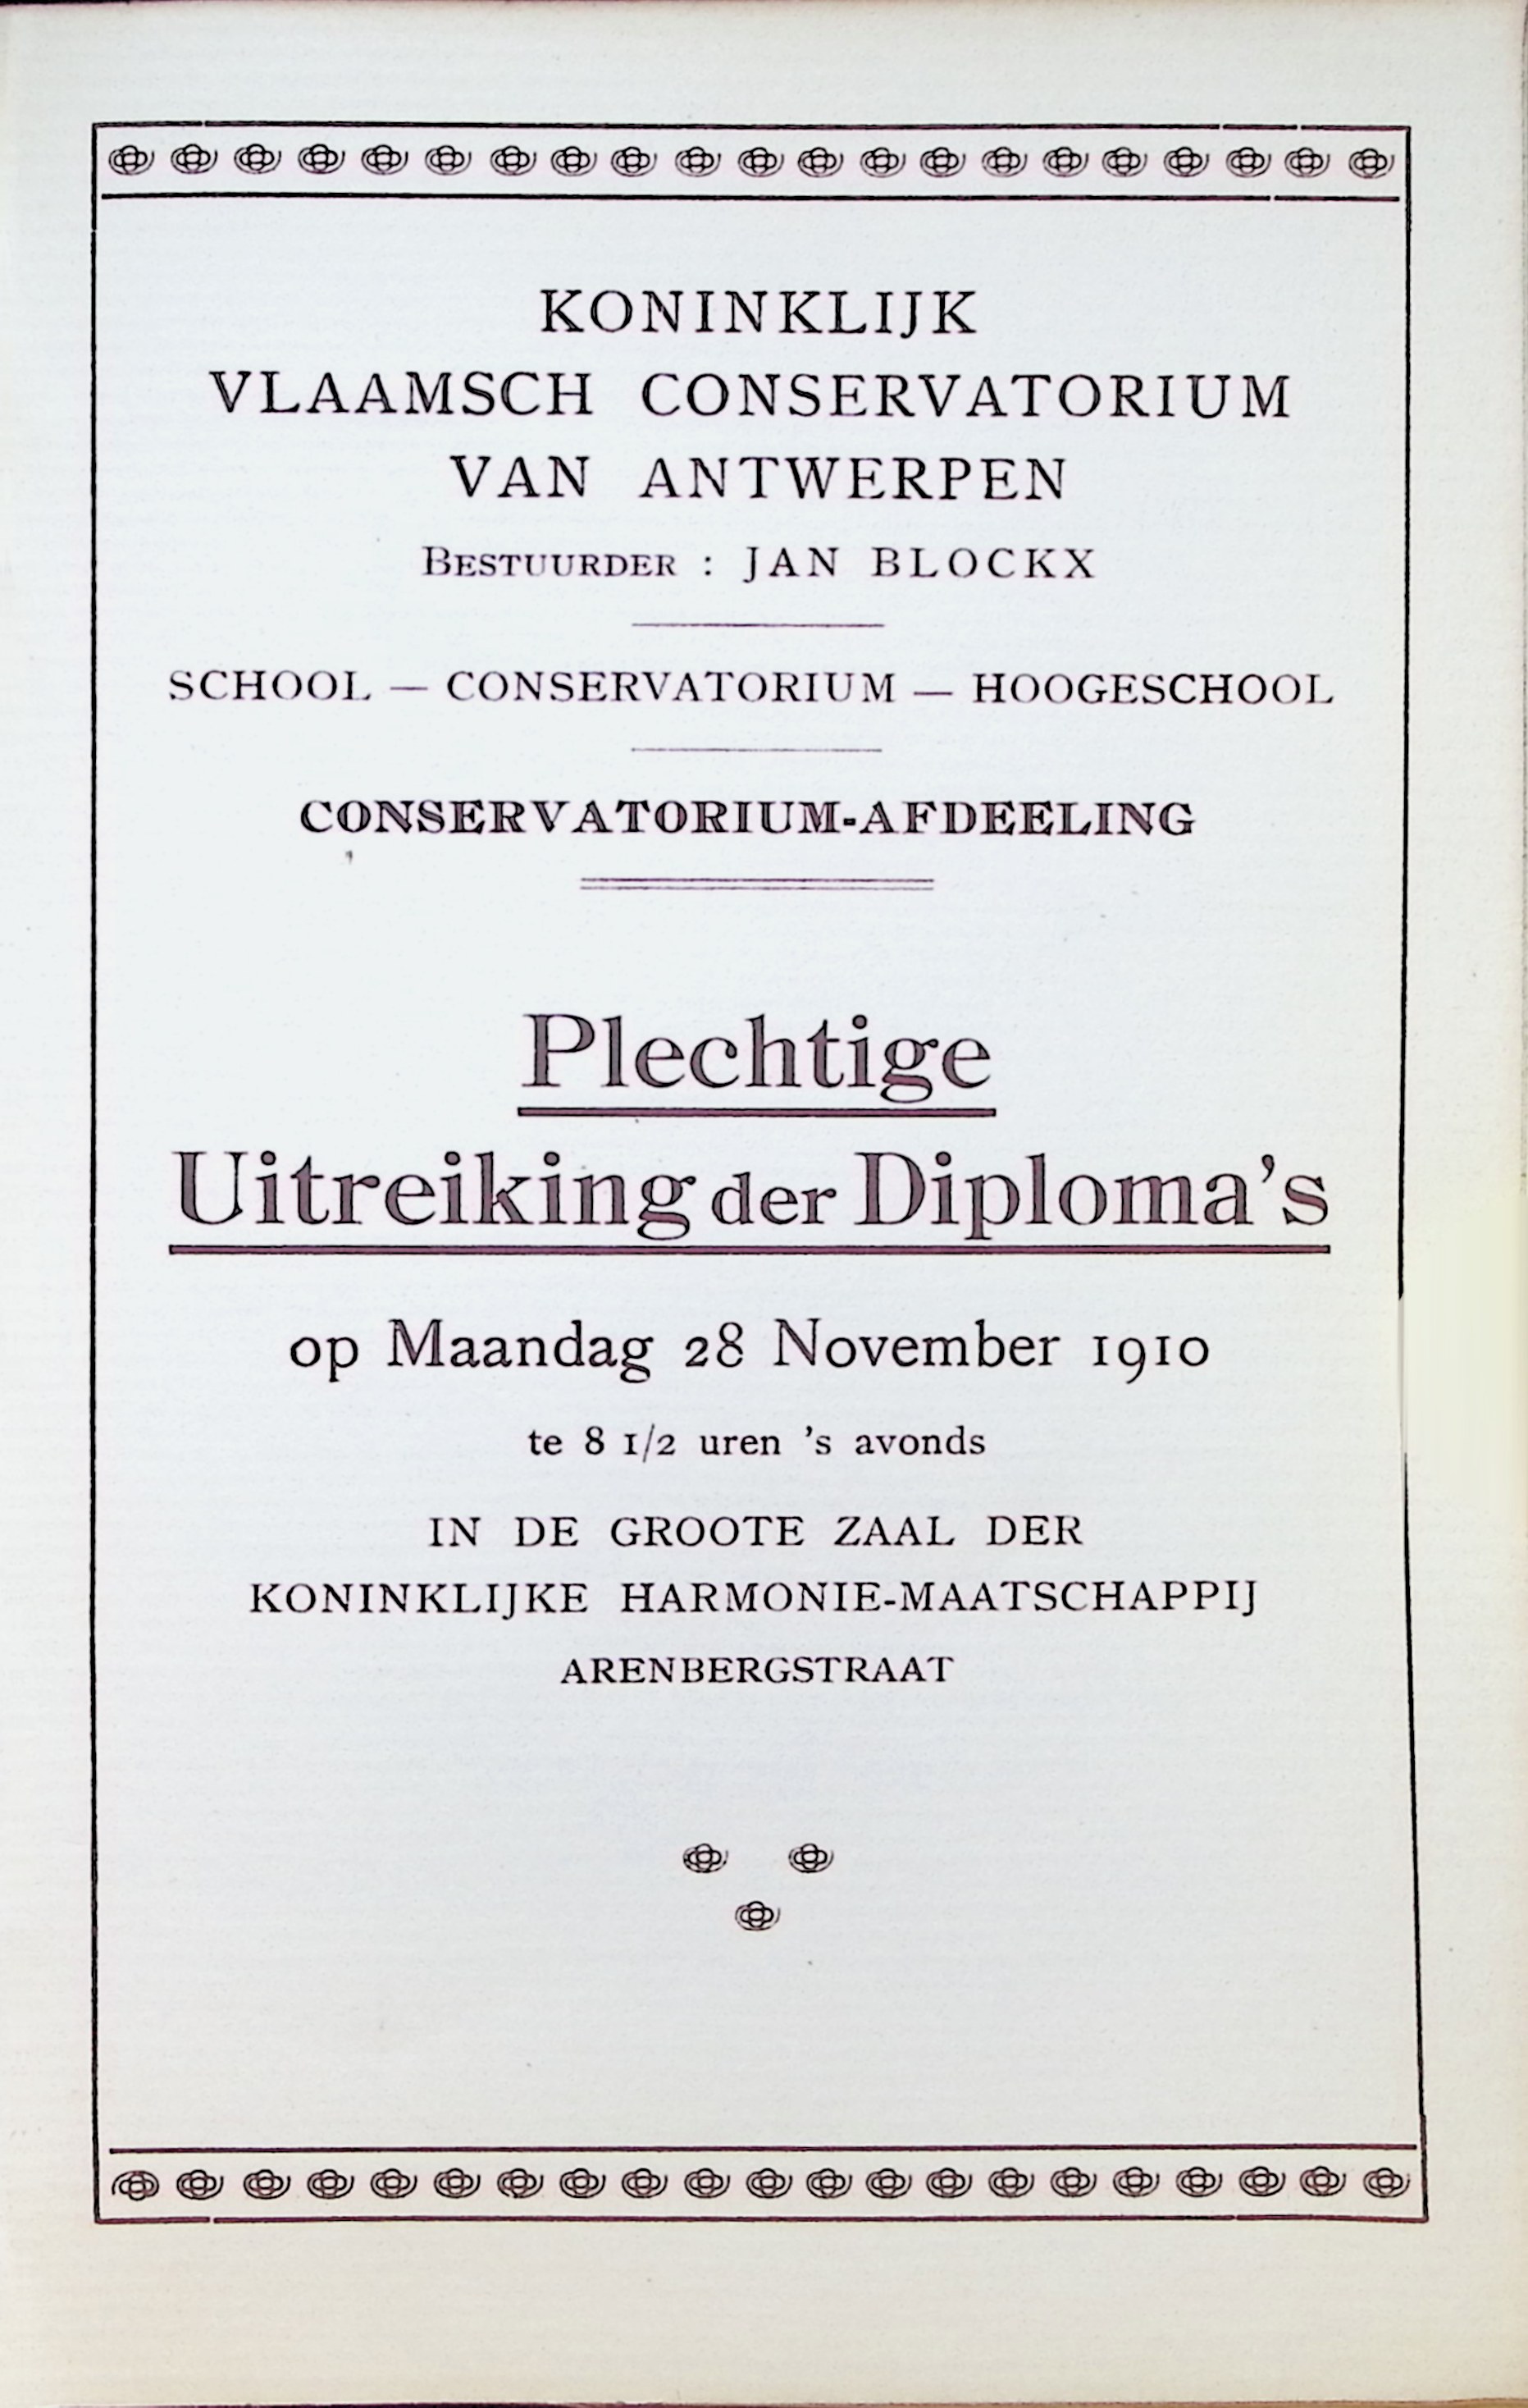 KONINKLIJK
VLAAMSCH CONSERVATORIUM
VAN ANTWERPEN
BESTUURDER : JAN BLOCKX
SCHOOL — CONSERVATORIUM — HOOGESCHOOL
CONSERVATORIUM-AFDEELING
Plechtige
Uitreiking der Diploma's
op Maandag 28 November 1910
te 8 1/2 uren 's avonds
IN DE GROOTE ZAAL DER
KONINKLIJKE HARMONIE-MAATSCHAPPIJ
ARENBERGSTRAAT